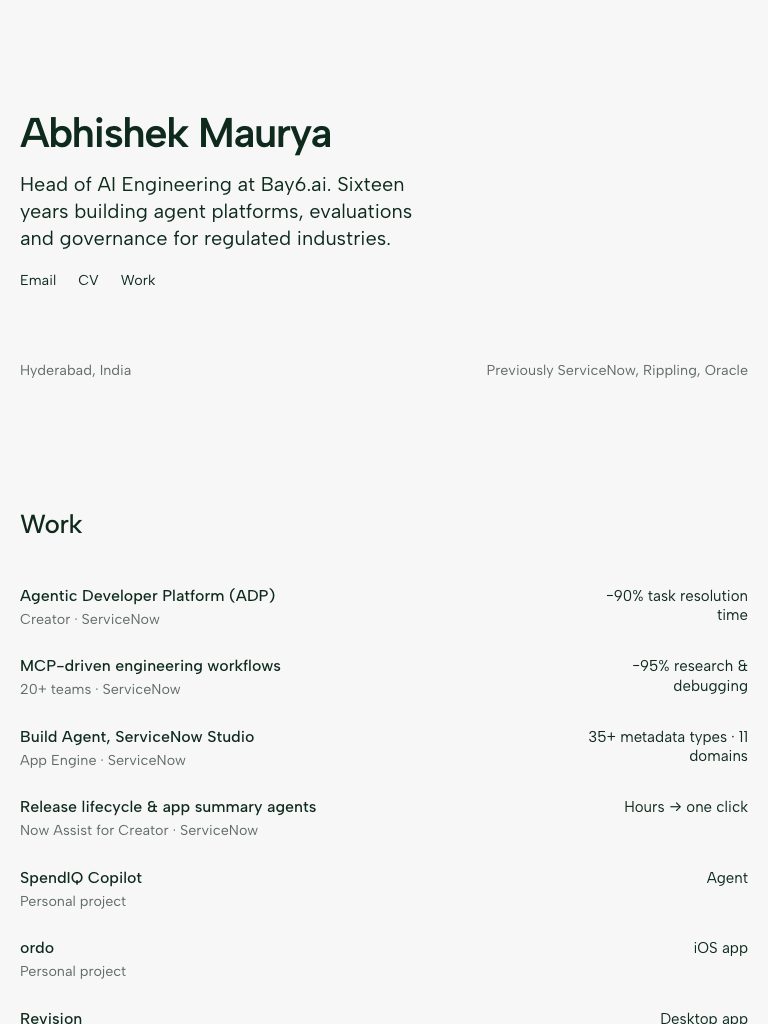 Abhishek Maurya
Head of AI Engineering at Bay6.ai. Sixteen
years building agent platforms, evaluations
and governance for regulated industries.
Email CV Work
Hyderabad, India
Previously ServiceNow, Rippling, Oracle
Work
Agentic Developer Platform (ADP)
Creator · ServiceNow
−90% task resolution
time
MCP-driven engineering workflows
20+ teams · ServiceNow
−95% research &
debugging
Build Agent, ServiceNow Studio
App Engine · ServiceNow
35+ metadata types · 11
domains
Release lifecycle & app summary agents
Now Assist for Creator · ServiceNow
Hours → one click
SpendIQ Copilot
Personal project
Agent
ordo
Personal project
iOS app
Revision
Desktop app